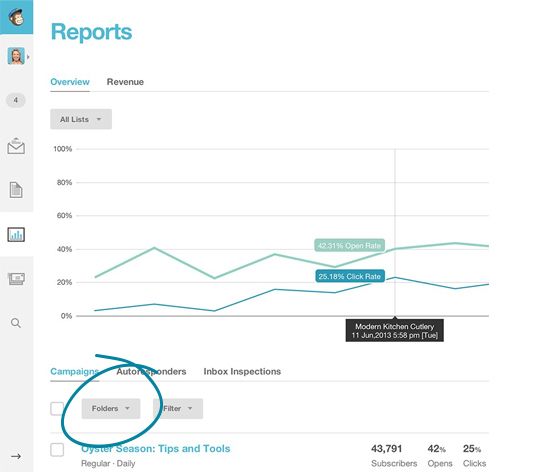 Reports
Overview Revenue
4
All Lists
100%
80%
60%
42.31% Open Rate
40%
25.18% Click Rate
20%
0%
Modern Kitchen Cutlery
11 Jun,2013 5:58 pm [Tue]
Campaigns Autoresponders Inbox Inspections
Folders Filter
Oyster Season: Tips and Tools 43,791 42% 25%
Regular · Daily Subscribers Opens Clicks